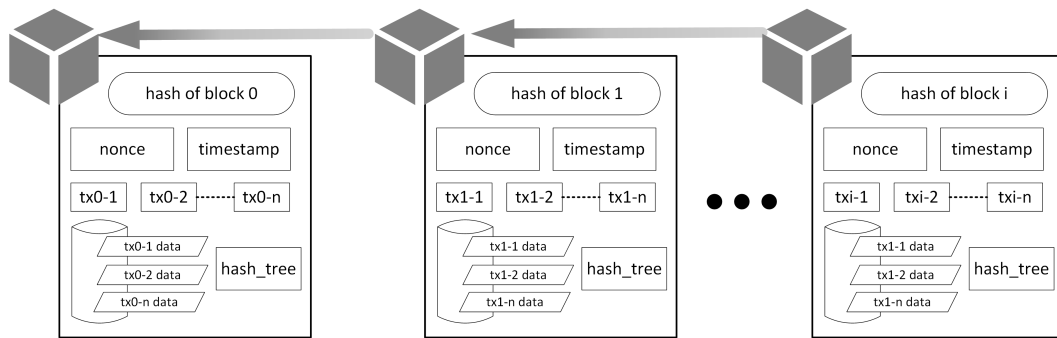 hash of block 0
nonce
timestamp
tx0-1
tx0-2
tx0-n
tx0-1 data
tx0-2 data
tx0-n data
hash_tree
hash of block 1
nonce
timestamp
tx1-1
tx1-2
tx1-n
tx1-1 data
tx1-2 data
tx1-n data
hash_tree
hash of block i
nonce
timestamp
txi-1
txi-2
txi-n
tx1-1 data
tx1-2 data
tx1-n data
hash_tree